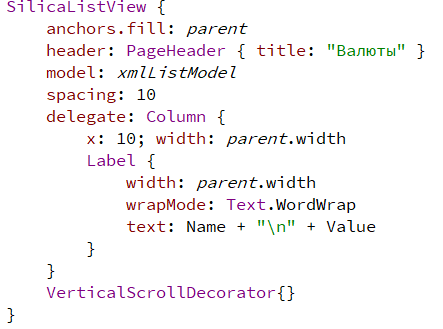 SilicaListView {
    anchors.fill: parent
    header: PageHeader { title: "Валюты" }
    model: xmlListModel
    spacing: 10
    delegate: Column {
        x: 10; width: parent.width
        Label {
            width: parent.width
            wrapMode: Text.WordWrap
            text: Name + "\n" + Value
        }
    }
    VerticalScrollDecorator{}
}